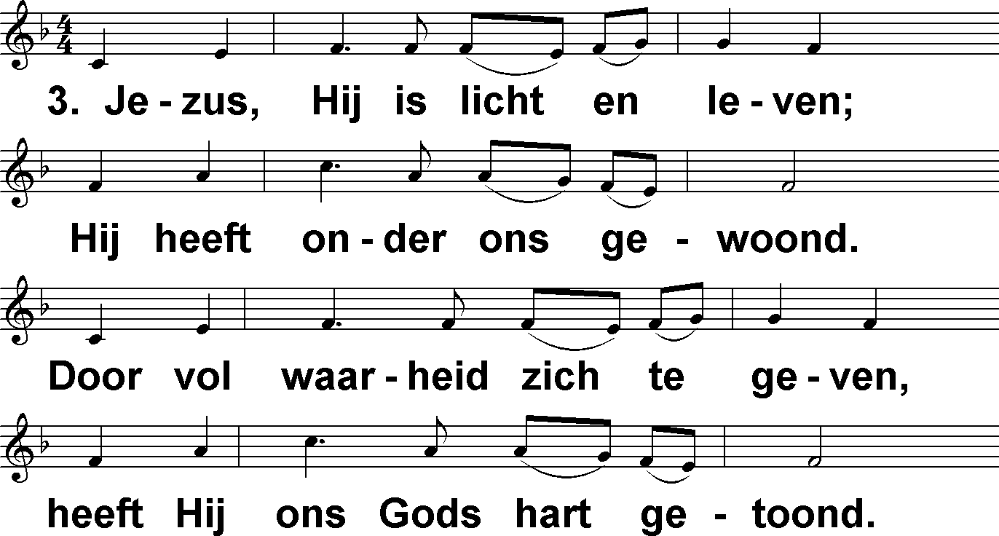 3. Je - zus, Hij is licht en le - ven;
Hij heeft on - der ons ge - woond.
Door vol waar - heid zich te ge - ven,
heeft Hij ons Gods hart ge - toond.